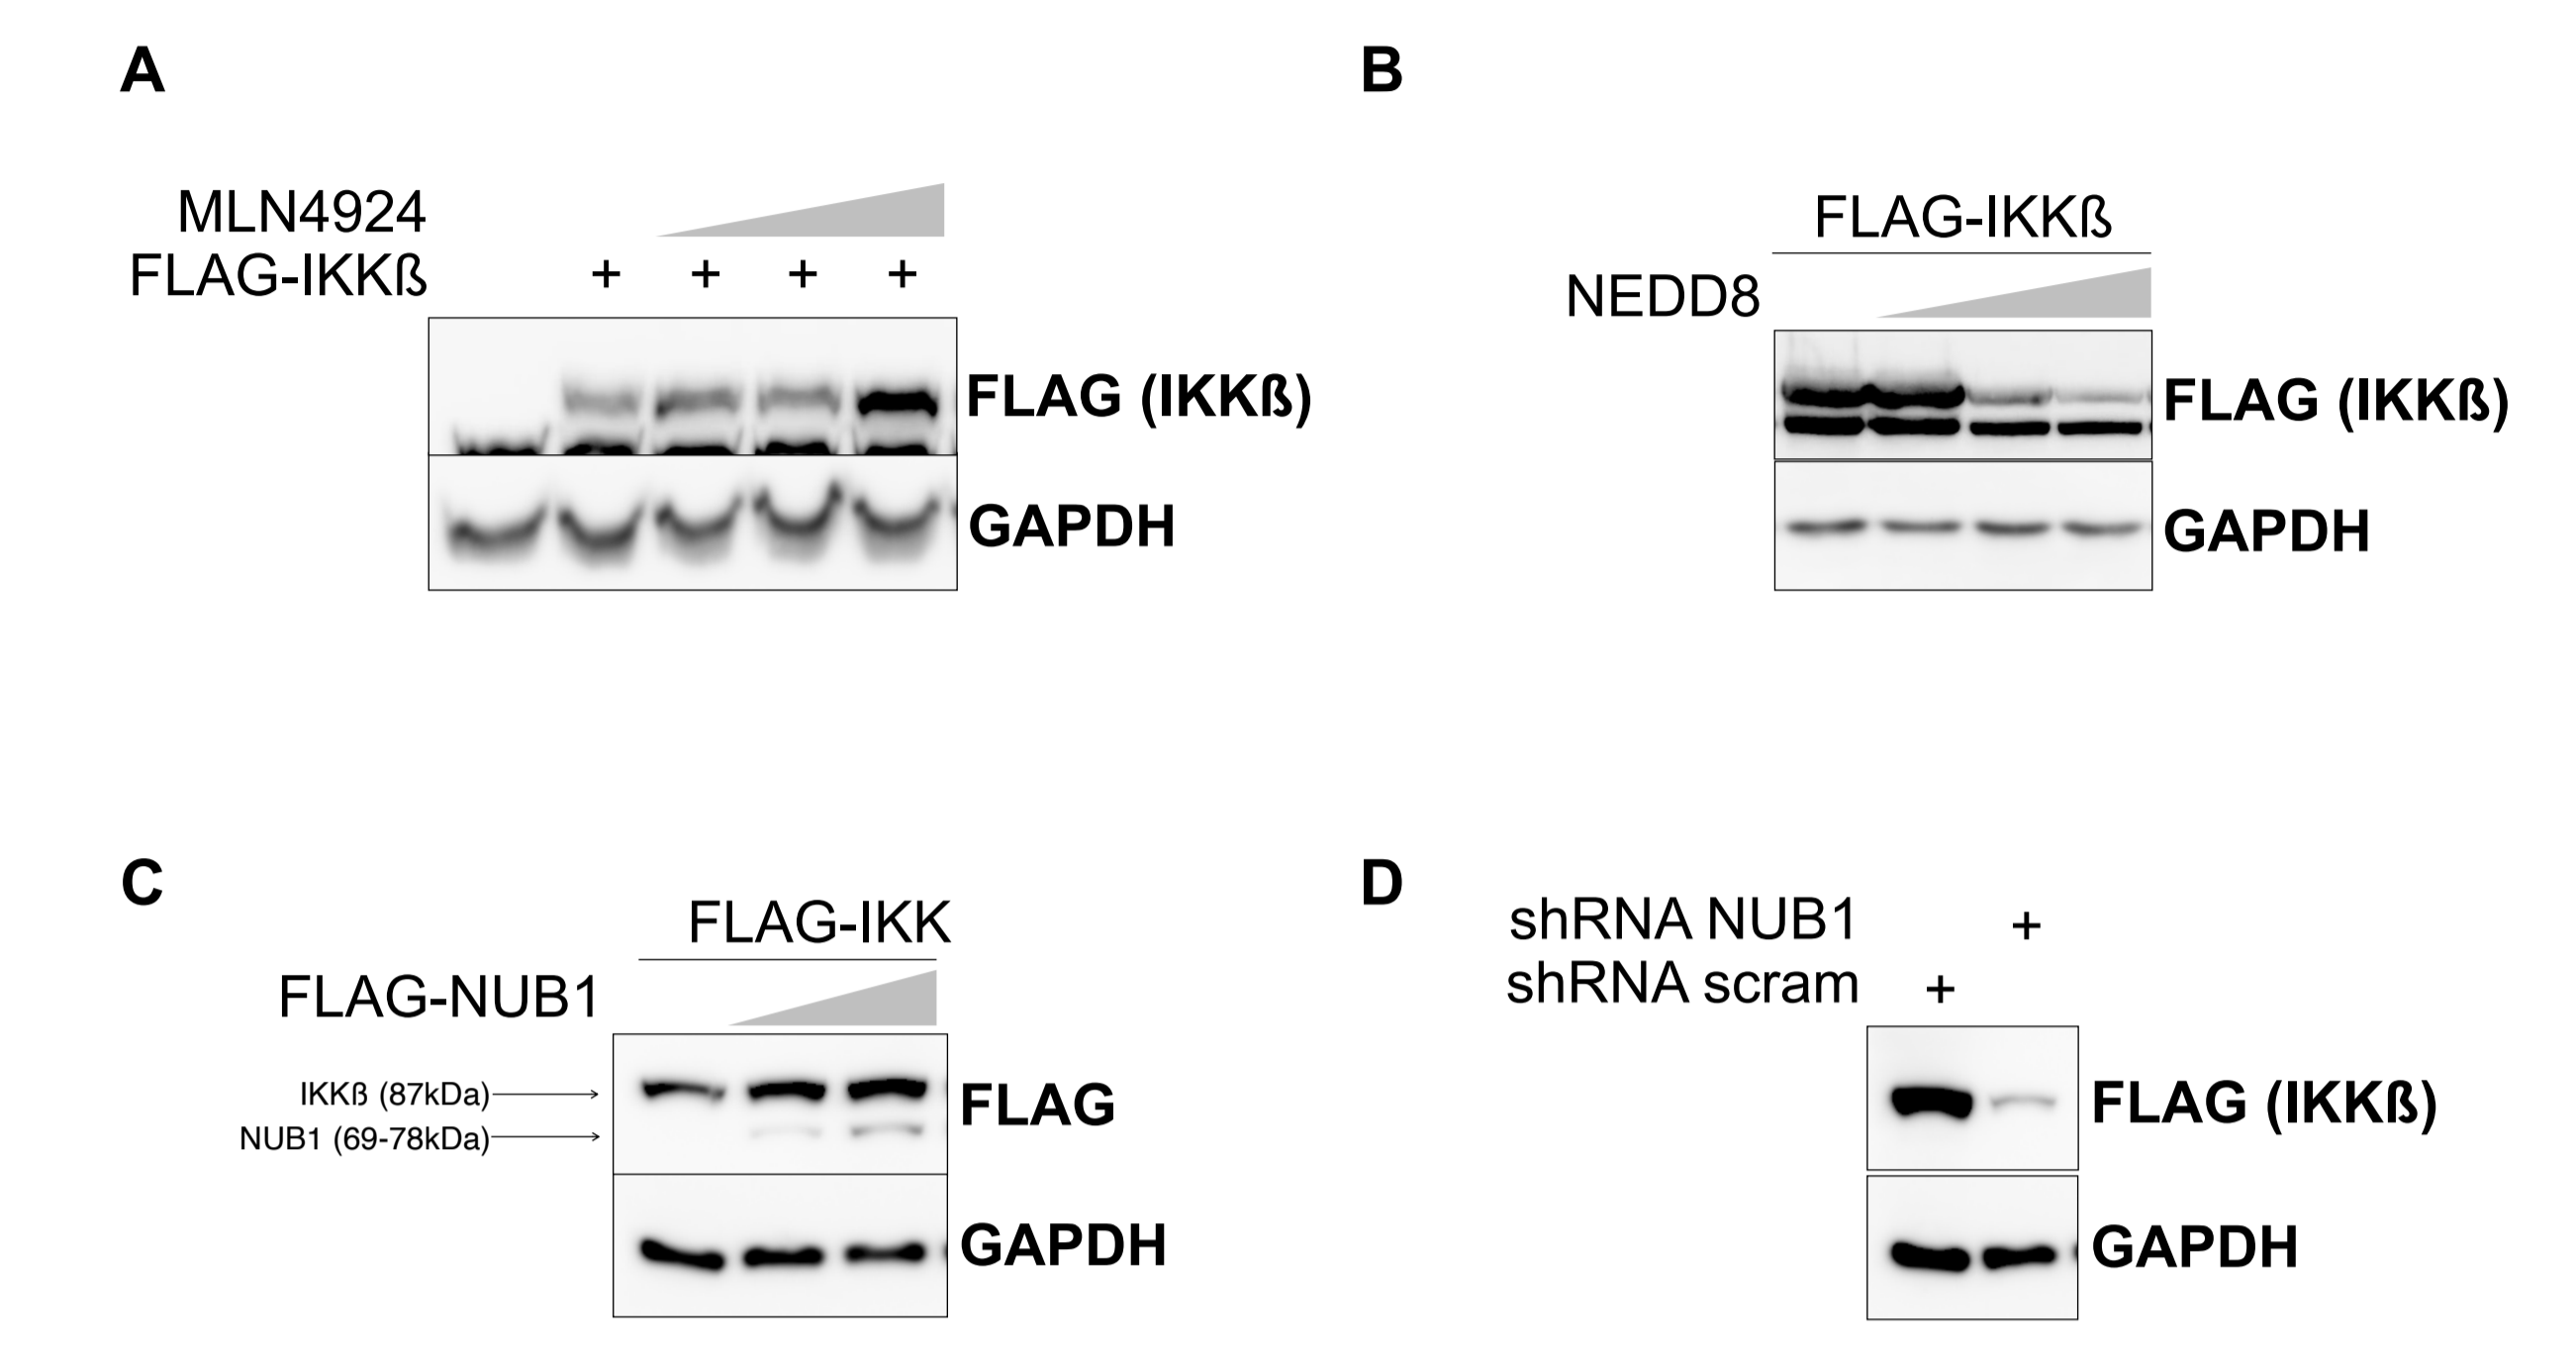 A
MLN4924
FLAG-IKKß + + + +
FLAG (IKKß)
GAPDH
B
FLAG-IKKß
NEDD8
FLAG (IKKß)
GAPDH
C
FLAG-IKK
FLAG-NUB1
IKKß (87kDa)
NUB1 (69-78kDa)
FLAG
GAPDH
D
shRNA NUB1 +
shRNA scram +
FLAG (IKKß)
GAPDH